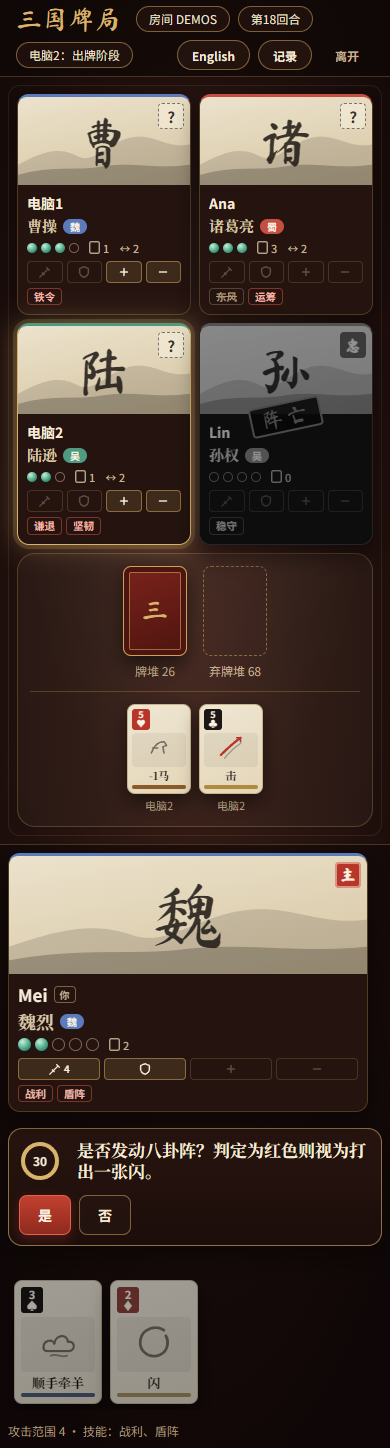 三国牌局
房间 DEMOS
第18回合
电脑2：出牌阶段
English
记录
离开
曹
?
电脑1
曹操 魏
1 ↔2
+ −
铁令
诸
?
Ana
诸葛亮 蜀
3 ↔2
+ −
东风 运筹
陆
?
电脑2
陆逊 吴
1 ↔2
+ −
谦退 坚韧
孙
忠
阵亡
Lin
孙权 吴
0
+ −
稳守
三
牌堆 26
弃牌堆 68
5♥
-1马
电脑2
5♣
击
电脑2
魏
主
Mei 你
魏烈 魏
2
4
+ −
战利 盾阵
30
是否发动八卦阵？判定为红色则视为打
出一张闪。
是
否
3♠
顺手牵羊
2♦
闪
攻击范围 4 · 技能：战利、盾阵